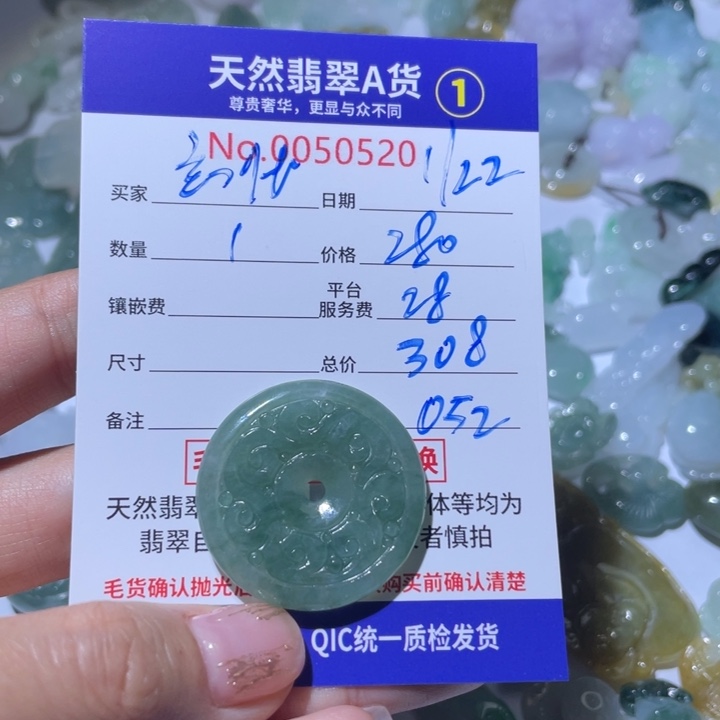 天然翡翠A货 1
尊贵奢华，更显与众不同
No.0050520
买家 日期 1/22
数量 1 价格 280
镶嵌费 平台服务费 28
尺寸 总价 308
备注 052
换
天然翡翠 体等均为
翡翠自 者慎拍
毛货确认抛光 购买前确认清楚
QIC统一质检发货